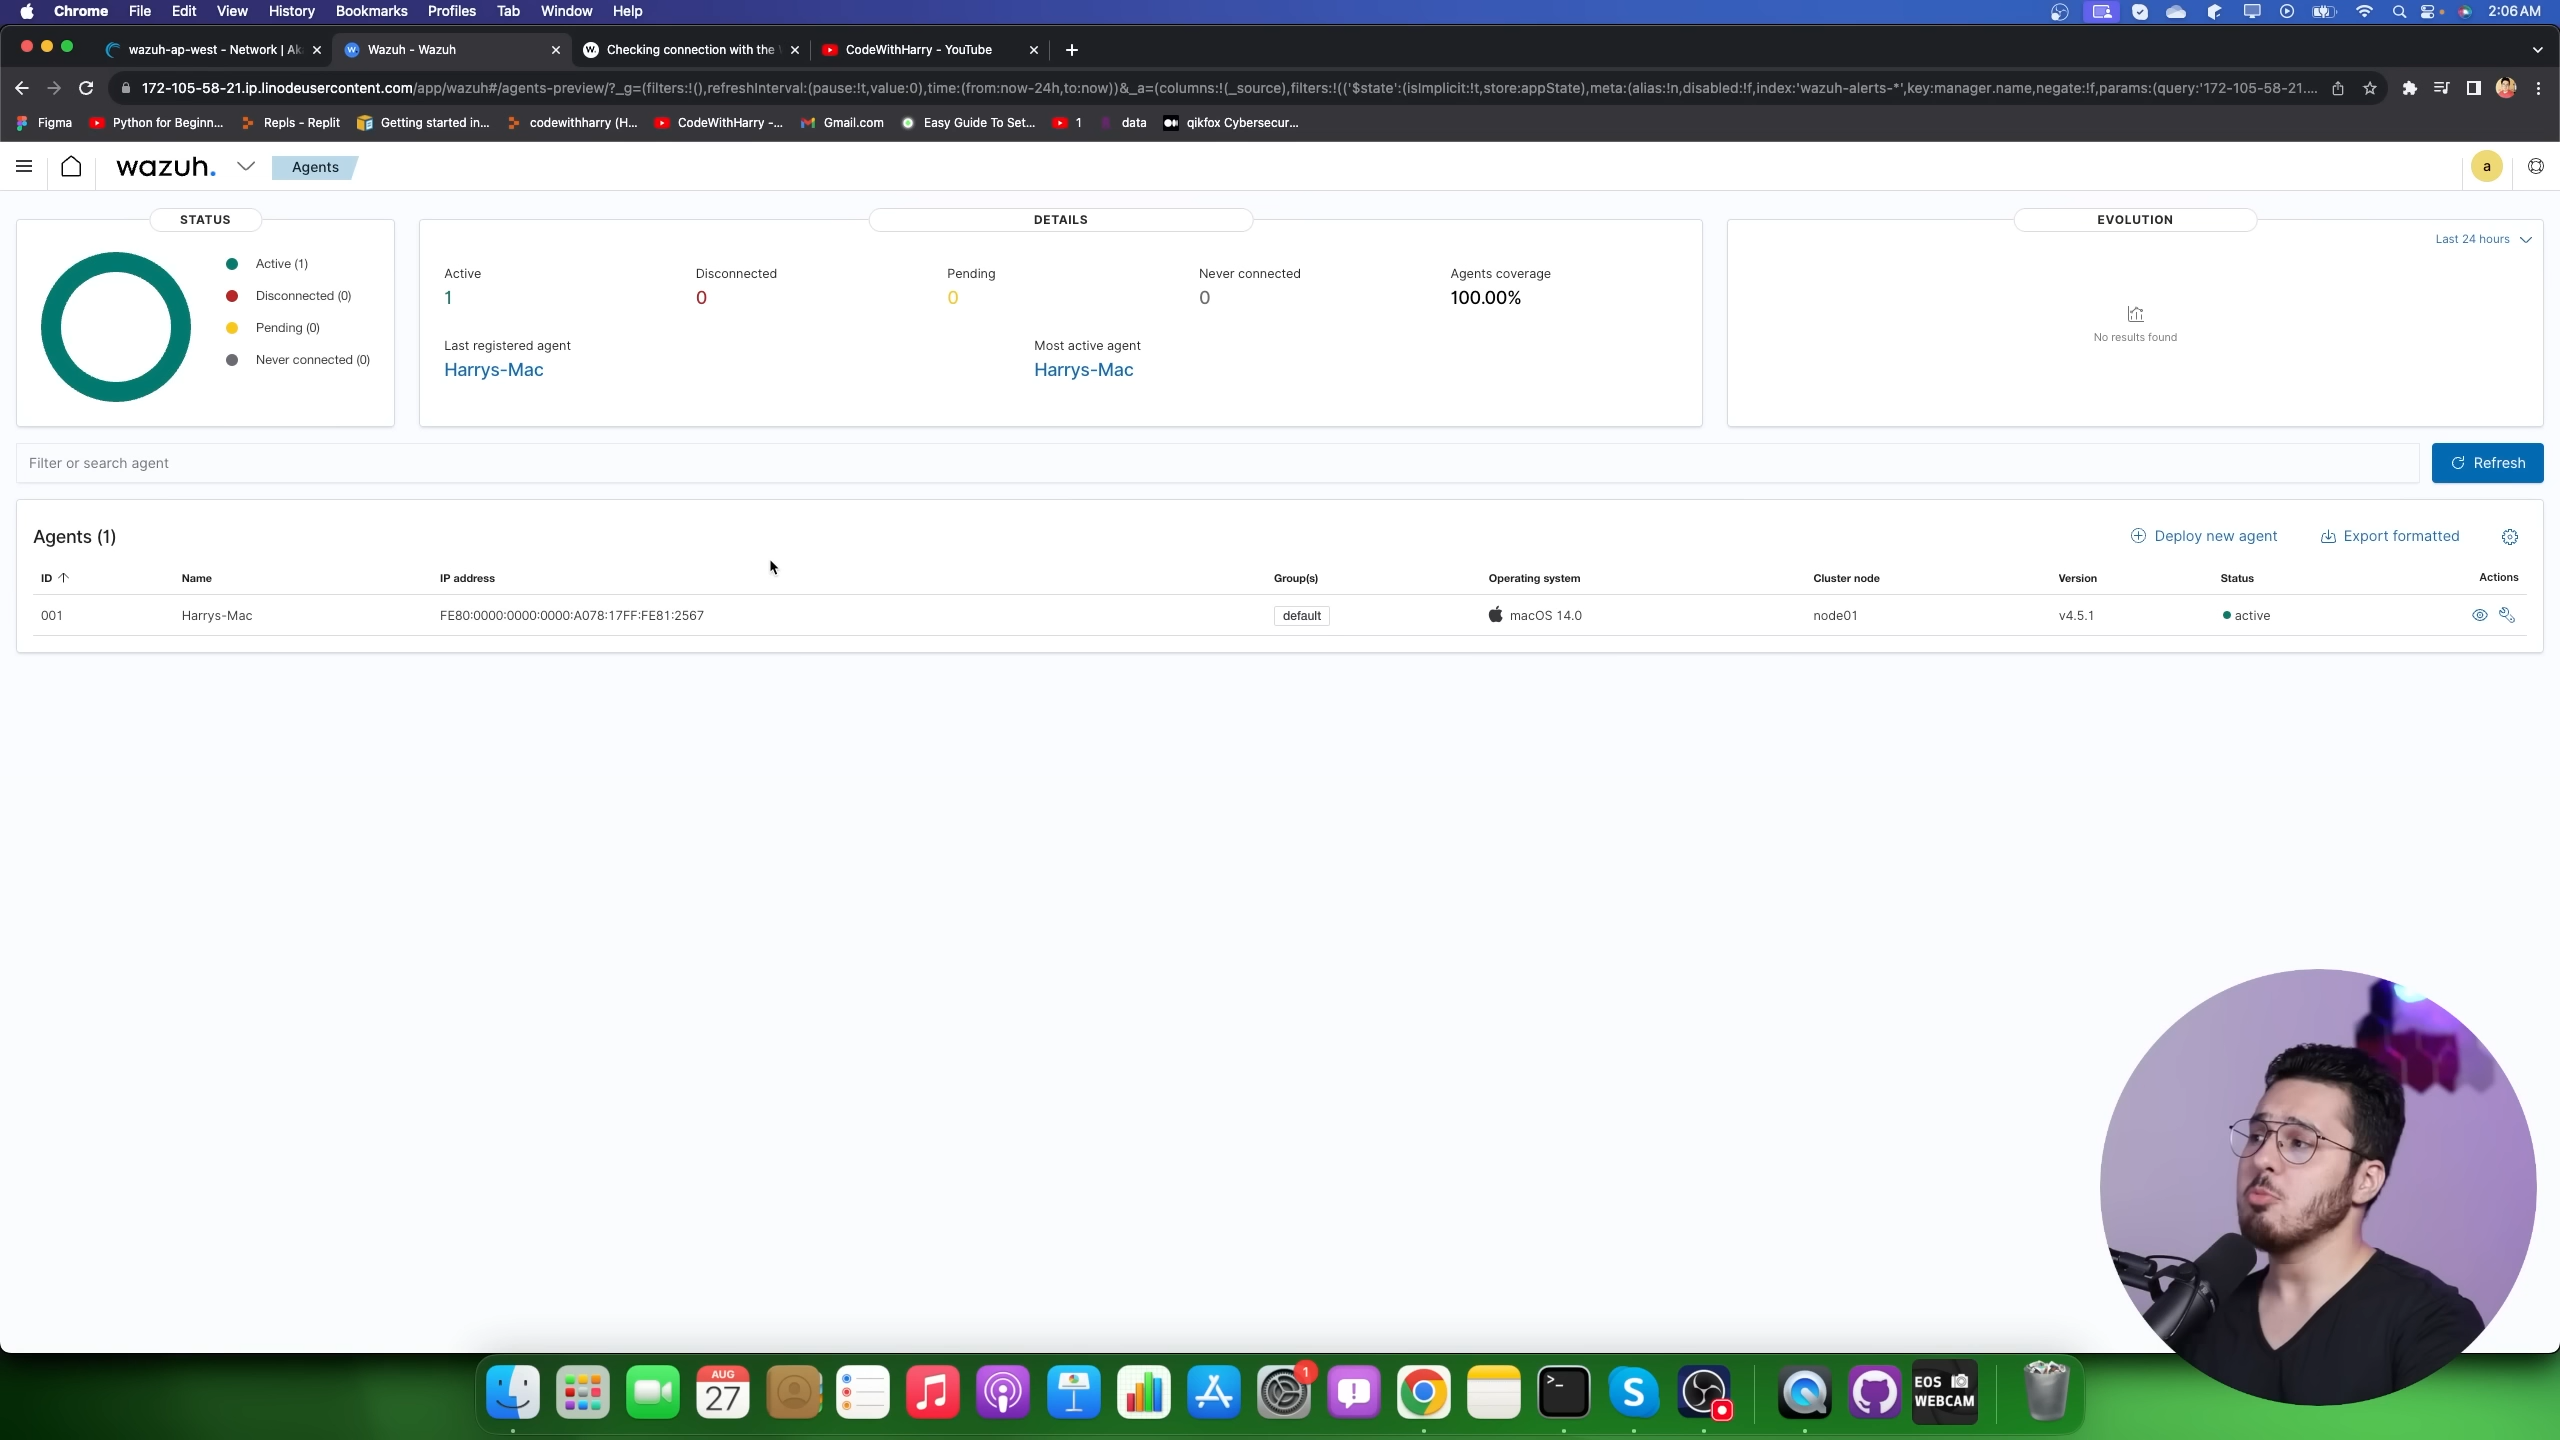 Chrome File Edit View History Bookmarks Profiles Tab Window Help 2:06 AM
wazuh-ap-west - Network | Ak Wazuh - Wazuh Checking connection with the CodeWithHarry - YouTube
172-105-58-21.ip.linodeusercontent.com/app/wazuh#/agents-preview/?_g=(filters:!(),refreshInterval:(pause:!t,value:0),time:(from:now-24h,to:now))&_a=(columns:!(_source),filters:!(('$state':(isImplicit:!t,store:appState),meta:(alias:!n,disabled:!f,index:'wazuh-alerts-*',key:manager.name,negate:!f,params:(query:'172-105-58-21....
Figma Python for Beginn... Repls - Replit Getting started in... codewithharry (H... CodeWithHarry -... Gmail.com Easy Guide To Set... 1 data qikfox Cybersecur...
wazuh. Agents a
STATUS DETAILS EVOLUTION
Last 24 hours
Active (1)
Disconnected (0)
Pending (0)
Never connected (0)
Active Disconnected Pending Never connected Agents coverage
1 0 0 0 100.00%
Last registered agent Most active agent
Harrys-Mac Harrys-Mac
No results found
Filter or search agent Refresh
Agents (1) Deploy new agent Export formatted
ID Name IP address Group(s) Operating system Cluster node Version Status Actions
001 Harrys-Mac FE80:0000:0000:0000:A078:17FF:FE81:2567 default macOS 14.0 node01 v4.5.1 active
AUG
27
1
EOS
WEBCAM